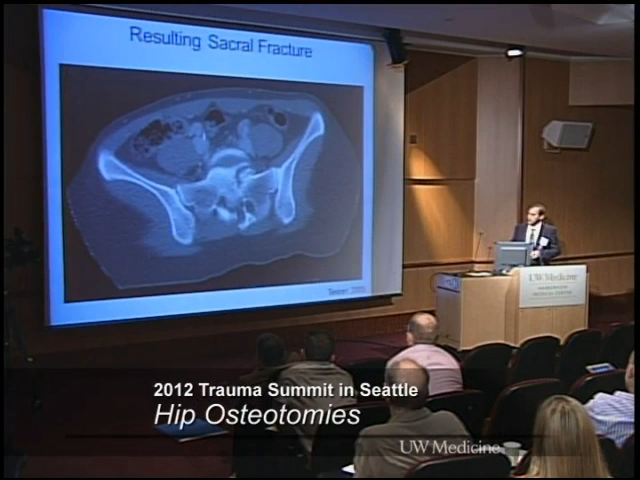 Resulting Sacral Fracture
UW Medicine
2012 Trauma Summit in Seattle
Hip Osteotomies
UW Medicine